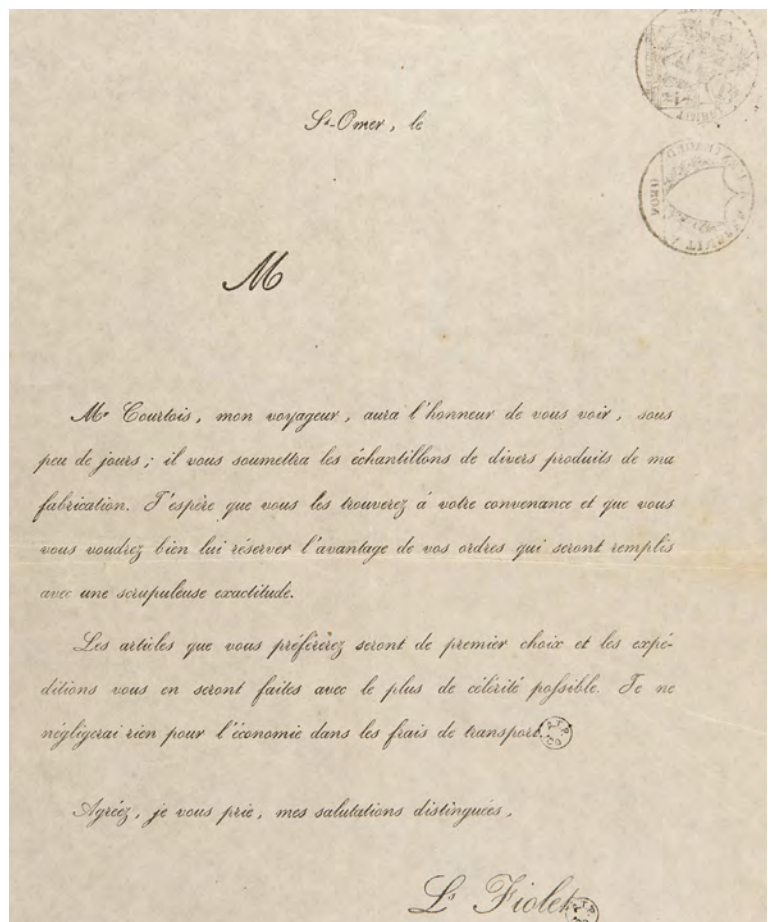 St-Omer, le
M
Mr Courtois, mon voyageur, aura l'honneur de vous voir, sous
peu de jours; il vous soumettra les échantillons de divers produits de ma
fabrication. J'espère que vous les trouverez à votre convenance et que vous
vous voudrez bien lui réserver l'avantage de vos ordres qui seront remplis
avec une scrupuleuse exactitude.
Les articles que vous préférerez seront de premier choix et les expé-
ditions vous en seront faites avec le plus de célérité possible. Je ne
négligerai rien pour l'économie dans les frais de transport.
Agréez, je vous prie, mes salutations distinguées,
Ls Fiolet